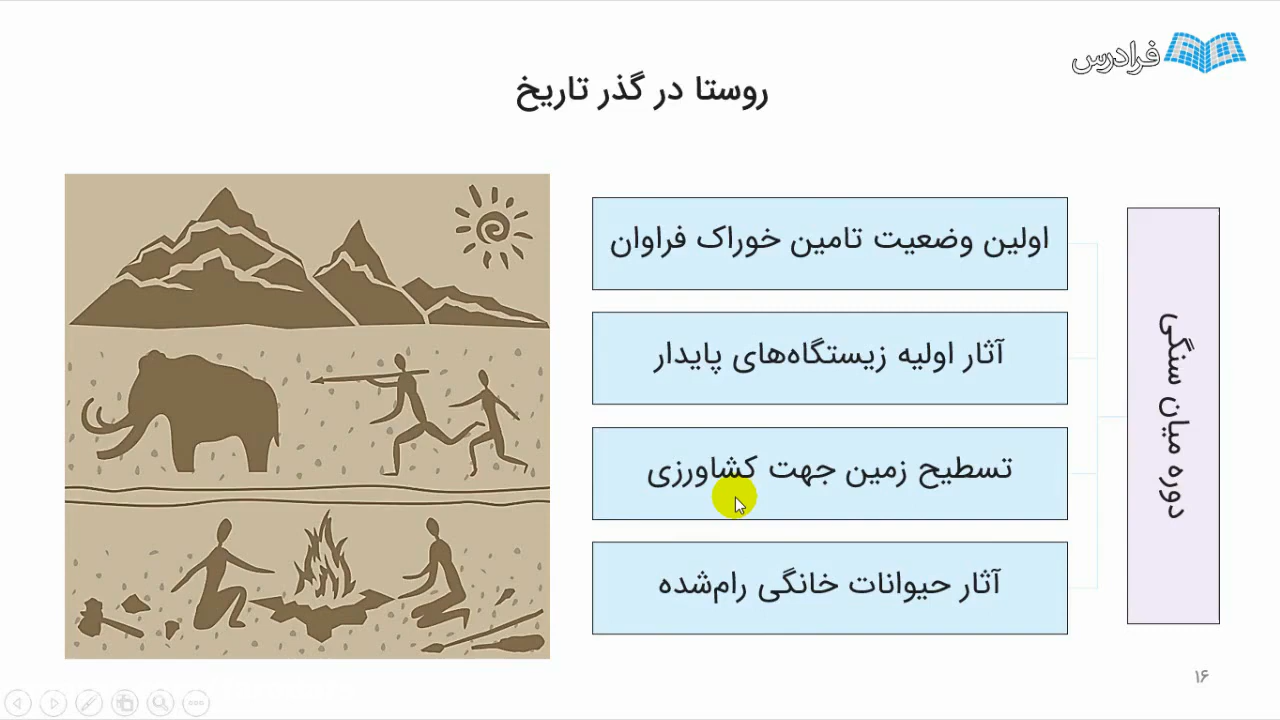 فرادرس
روستا در گذر تاریخ
دوره میان سنگی
اولین وضعیت تامین خوراک فراوان
آثار اولیه زیستگاه‌های پایدار
تسطیح زمین جهت کشاورزی
آثار حیوانات خانگی رام‌شده
۱۶